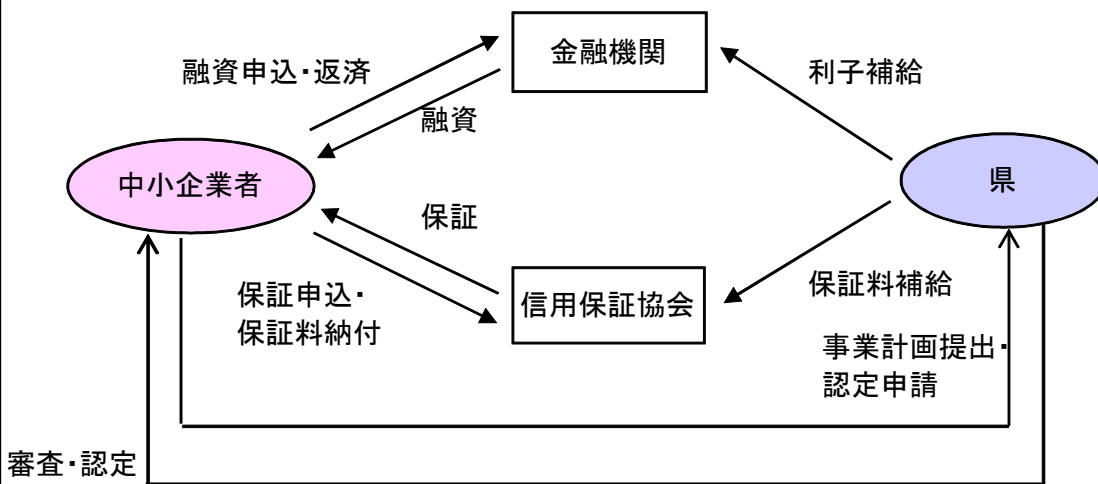 金融機関
融資申込・返済
利子補給
融資
中小企業者
県
保証
保証申込・
保証料納付
信用保証協会
保証料補給
事業計画提出・
認定申請
審査・認定